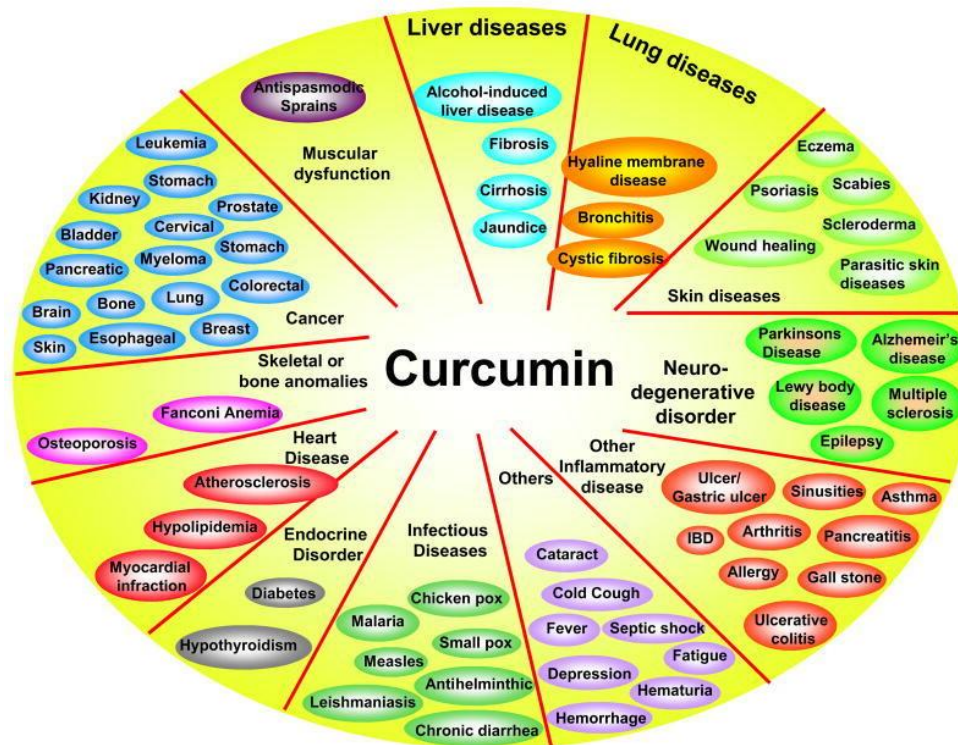 Liver diseases
Alcohol-induced
liver disease
Fibrosis
Cirrhosis
Jaundice
Lung diseases
Hyaline membrane
disease
Bronchitis
Cystic fibrosis
Eczema
Psoriasis
Scabies
Scleroderma
Wound healing
Parasitic skin
diseases
Skin diseases
Parkinsons
Disease
Alzhemeir's
disease
Lewy body
disease
Multiple
sclerosis
Epilepsy
Neuro-
degenerative
disorder
Other
Inflammatory
disease
Ulcer/
Gastric ulcer
Sinusities
Asthma
IBD
Arthritis
Pancreatitis
Allergy
Gall stone
Ulcerative
colitis
Others
Cataract
Cold Cough
Fever
Septic shock
Fatigue
Depression
Hematuria
Hemorrhage
Infectious
Diseases
Chicken pox
Malaria
Small pox
Measles
Antihelminthic
Leishmaniasis
Chronic diarrhea
Endocrine
Disorder
Diabetes
Hypothyroidism
Heart
Disease
Atherosclerosis
Hypolipidemia
Myocardial
infraction
Skeletal or
bone anomalies
Fanconi Anemia
Osteoporosis
Cancer
Leukemia
Stomach
Kidney
Prostate
Cervical
Bladder
Stomach
Myeloma
Pancreatic
Colorectal
Lung
Bone
Brain
Breast
Esophageal
Skin
Antispasmodic
Sprains
Muscular
dysfunction
Curcumin